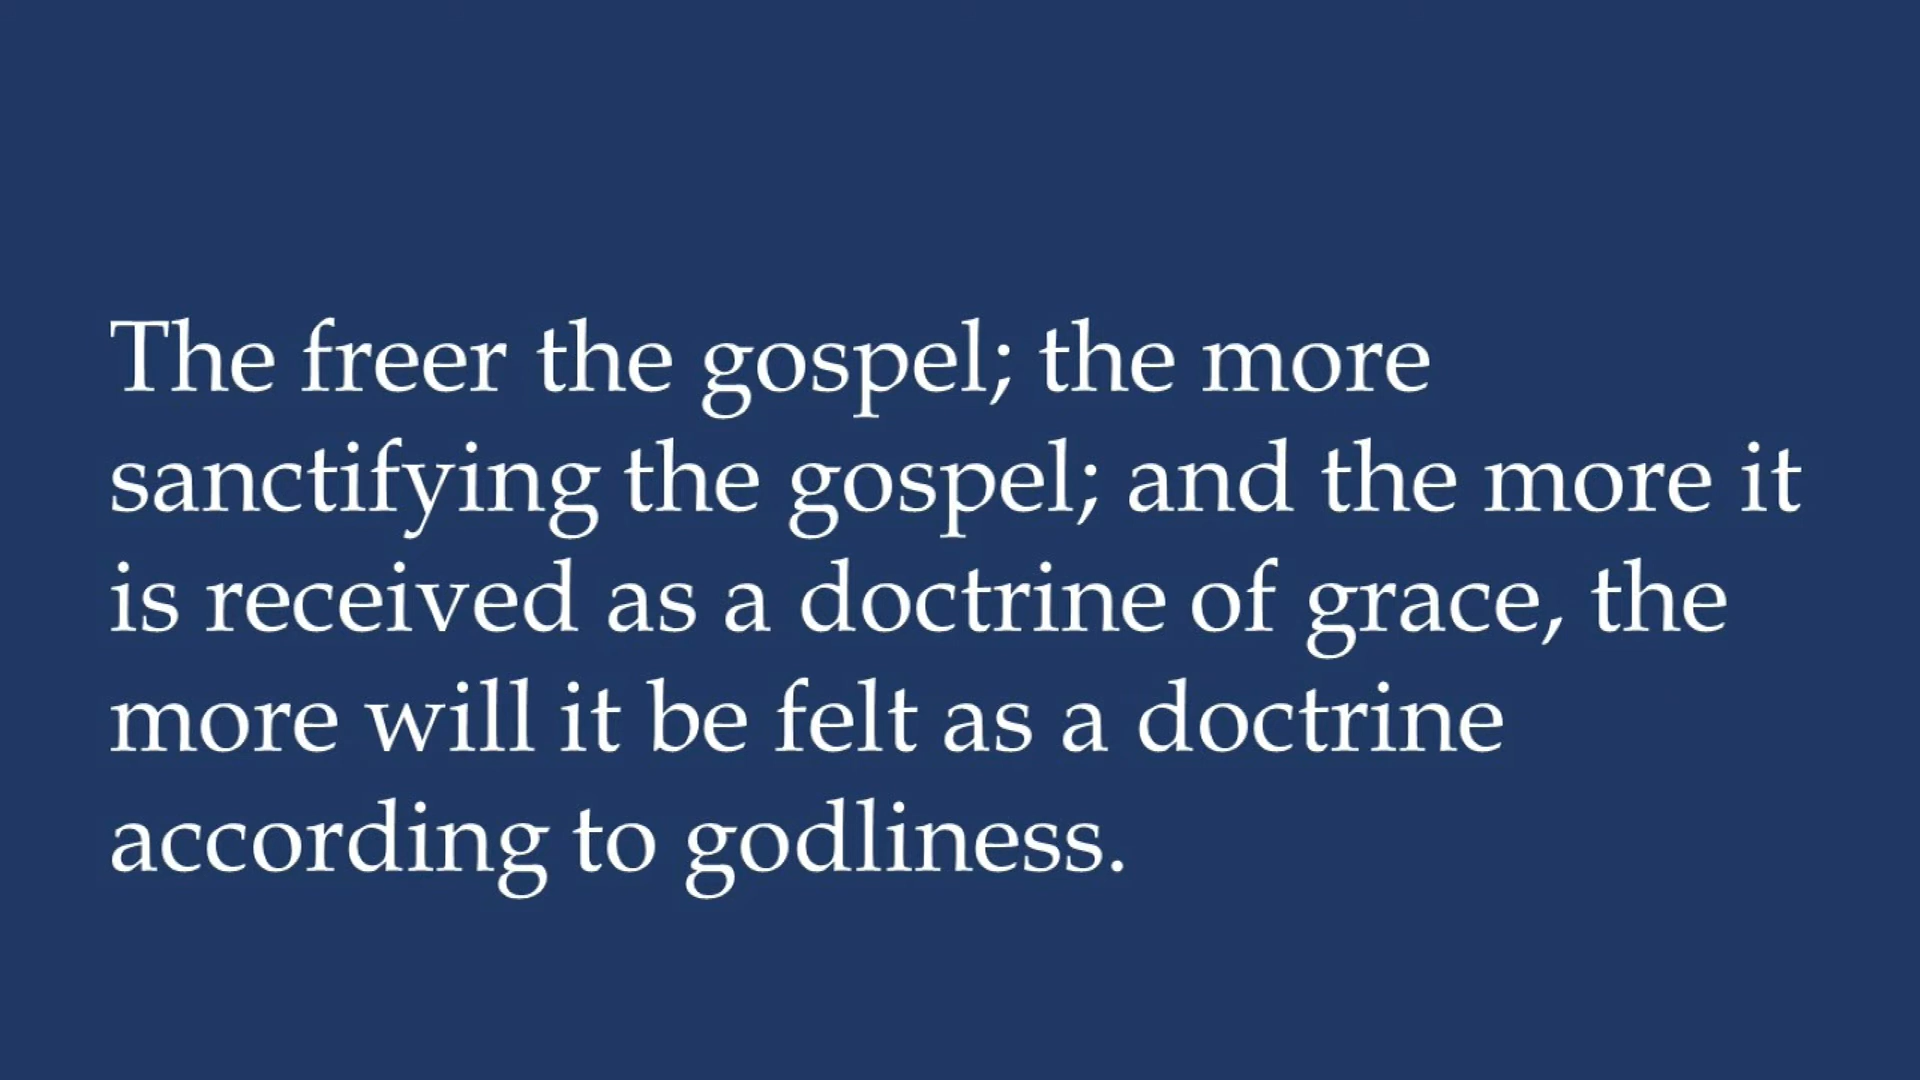 The freer the gospel; the more
sanctifying the gospel; and the more it
is received as a doctrine of grace, the
more will it be felt as a doctrine
according to godliness.